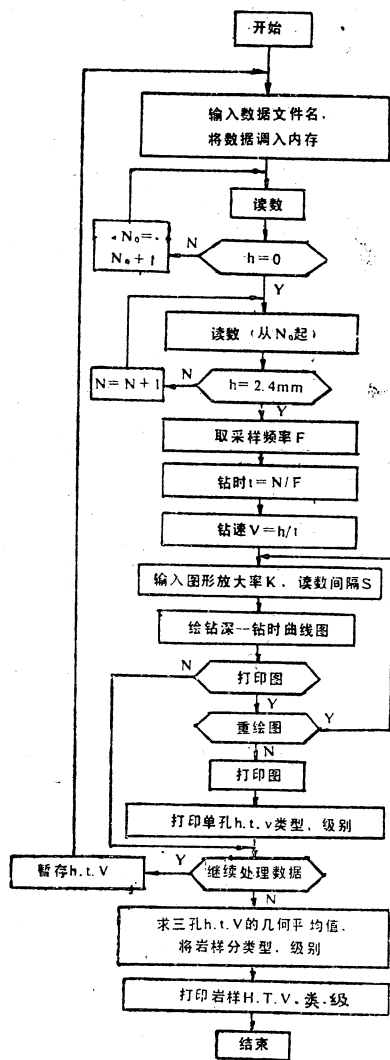 开始
输入数据文件名.
将数据调入内存
读数
N₀=
N₀+1
N
h=0
Y
读数（从N₀起）
N=N+1
N
h=2.4mm
Y
取采样频率F
钻时t=N/F
钻速V=h/t
输入图形放大率K. 读数间隔S
绘钻深--钻时曲线图
N
打印图
Y
重绘图
Y
N
打印图
打印单孔h.t.v类型. 级别
暂存h.t.V
Y
继续处理数据
N
求三孔h.t.V的几何平均值.
将岩样分类型. 级别
打印岩样H.T.V.类.级
结束